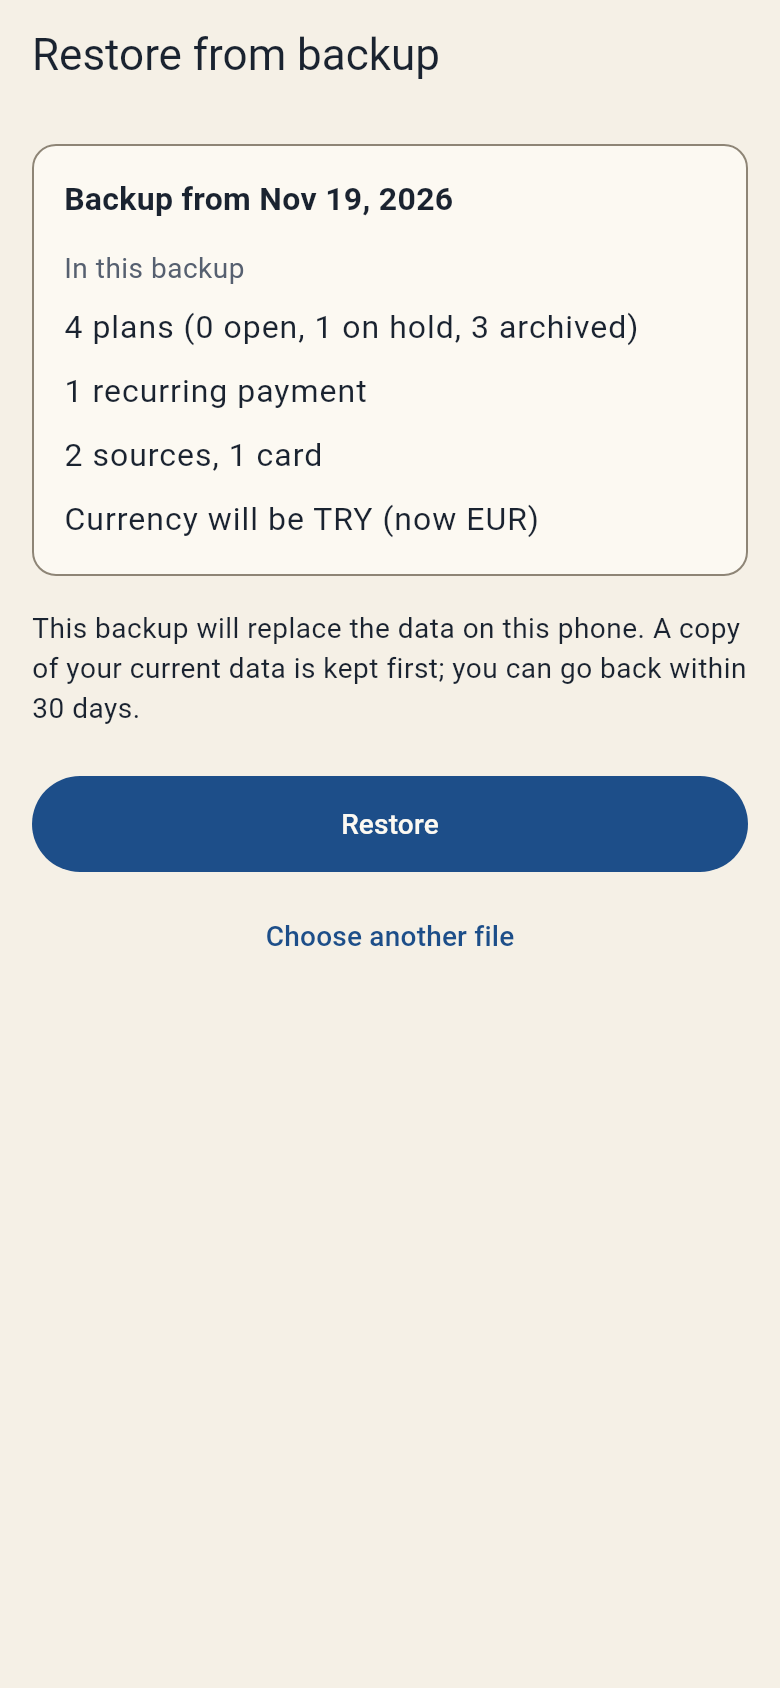 Restore from backup
Backup from Nov 19, 2026
In this backup
4 plans (0 open, 1 on hold, 3 archived)
1 recurring payment
2 sources, 1 card
Currency will be TRY (now EUR)
This backup will replace the data on this phone. A copy
of your current data is kept first; you can go back within
30 days.
Restore
Choose another file